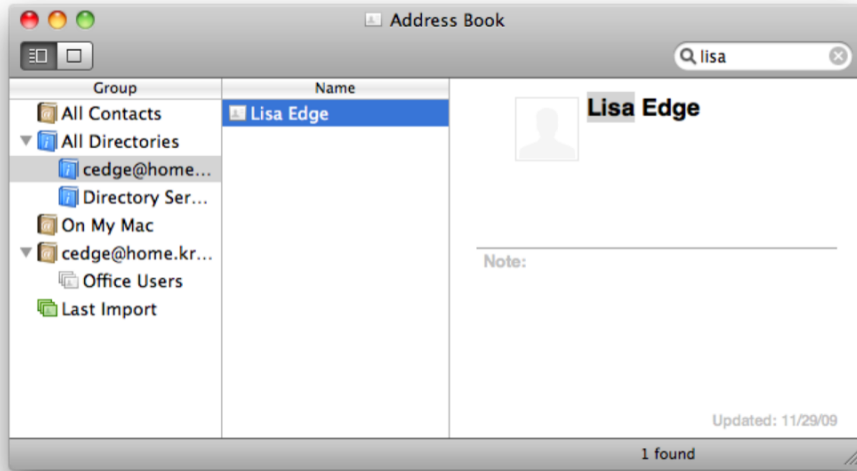 Address Book
lisa
Group
All Contacts
All Directories
cedge@home...
Directory Ser...
On My Mac
cedge@home.kr...
Office Users
Last Import
Name
Lisa Edge
Lisa Edge
Note:
Updated: 11/29/09
1 found